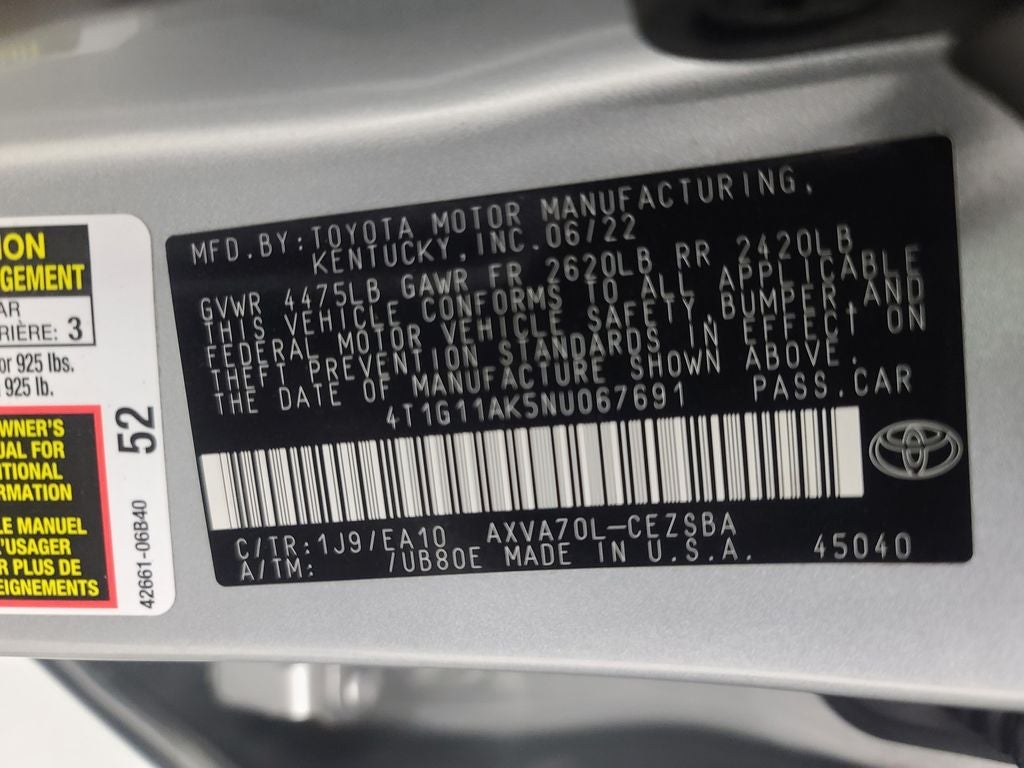 MFD.BY:TOYOTA MOTOR MANUFACTURING,
KENTUCKY,INC.06/22
GVWR 4475LB GAWR FR 2620LB RR 2420LB
THIS VEHICLE CONFORMS TO ALL APPLICABLE
FEDERAL MOTOR VEHICLE SAFETY,BUMPER,AND
THEFT PREVENTION STANDARDS IN EFFECT ON
THE DATE OF MANUFACTURE SHOWN ABOVE.
4T1G11AK5NU067691 PASS.CAR
C/TR:1J9/EA10 AXVA70L-CEZSBA
A/TM: /UB80E MADE IN U.S.A. 45040
ION
GEMENT
AR
RIÈRE: 3
or 925 lbs.
925 lb.
WNER'S
UAL FOR
ITIONAL
RMATION
LE MANUEL
L'USAGER
R PLUS DE
EIGNEMENTS
52
42661-06B40